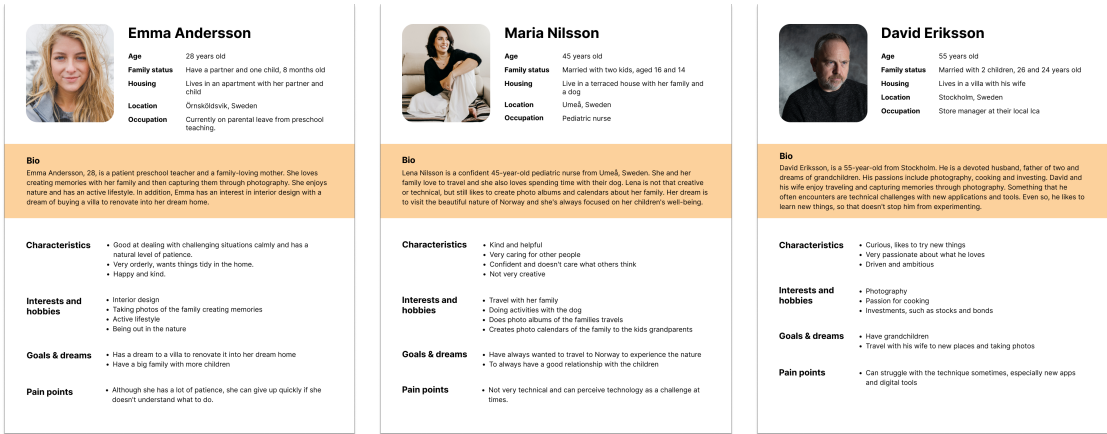 Emma Andersson
Age 28 years old
Family status Have a partner and one child, 8 months old
Housing Lives in an apartment with her partner and
child
Location Örnsköldsvik, Sweden
Occupation Currently on parental leave from preschool
teaching.
Bio
Emma Andersson, 28, is a patient preschool teacher and a family-loving mother. She loves
creating memories with her family and then capturing them through photography. She enjoys
nature and has an active lifestyle. In addition, Emma has an interest in interior design with a
dream of buying a villa to renovate into her dream home.
Characteristics
• Good at dealing with challenging situations calmly and has a
natural level of patience.
• Very orderly, wants things tidy in the home.
• Happy and kind.
Interests and
hobbies
• Interior design
• Taking photos of the family creating memories
• Active lifestyle
• Being out in the nature
Goals & dreams
• Has a dream to a villa to renovate it into her dream home
• Have a big family with more children
Pain points
• Although she has a lot of patience, she can give up quickly if she
doesn't understand what to do.
Maria Nilsson
Age 45 years old
Family status Married with two kids, aged 16 and 14
Housing Live in a terraced house with her family and
a dog
Location Umeå, Sweden
Occupation Pediatric nurse
Bio
Lena Nilsson is a confident 45-year-old pediatric nurse from Umeå, Sweden. She and her
family love to travel and she also loves spending time with their dog. Lena is not that creative
or technical, but still likes to create photo albums and calendars about her family. Her dream is
to visit the beautiful nature of Norway and she's always focused on her children's well-being.
Characteristics
• Kind and helpful
• Very caring for other people
• Confident and doesn't care what others think
• Not very creative
Interests and
hobbies
• Travel with her family
• Doing activities with the dog
• Does photo albums of the families travels
• Creates photo calendars of the family to the kids grandparents
Goals & dreams
• Have always wanted to travel to Norway to experience the nature
• To always have a good relationship with the children
Pain points
• Not very technical and can perceive technology as a challenge at
times.
David Eriksson
Age 55 years old
Family status Married with 2 children, 26 and 24 years old
Housing Lives in a villa with his wife
Location Stockholm, Sweden
Occupation Store manager at their local Ica
Bio
David Eriksson, is a 55-year-old from Stockholm. He is a devoted husband, father of two and
dreams of grandchildren. His passions include photography, cooking and investing. David and
his wife enjoy traveling and capturing memories through photography. Something that he
often encounters are technical challenges with new applications and tools. Even so, he likes to
learn new things, so that doesn't stop him from experimenting.
Characteristics
• Curious, likes to try new things
• Very passionate about what he loves
• Driven and ambitious
Interests and
hobbies
• Photography
• Passion for cooking
• Investments, such as stocks and bonds
Goals & dreams
• Have grandchildren
• Travel with his wife to new places and taking photos
Pain points
• Can struggle with the technique sometimes, especially new apps
and digital tools